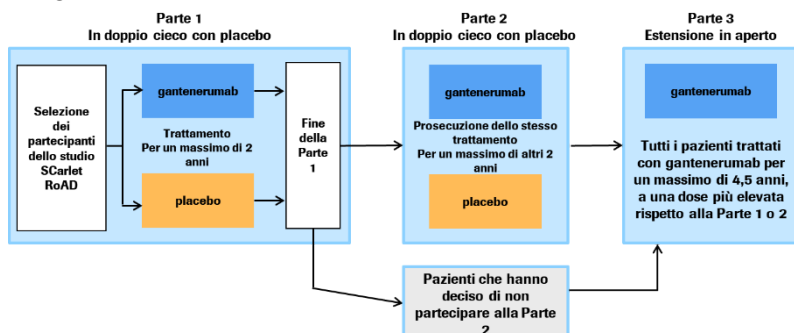 Parte 1
In doppio cieco con placebo
Selezione
dei
partecipanti
dello studio
SCarlet
RoAD
gantenerumab
Trattamento
Per un massimo di 2
anni
placebo
Fine
della
Parte
1
Parte 2
In doppio cieco con placebo
gantenerumab
Prosecuzione dello stesso
trattamento
Per un massimo di altri 2
anni
placebo
Parte 3
Estensione in aperto
gantenerumab
Tutti i pazienti trattati
con gantenerumab per
un massimo di 4,5 anni,
a una dose più elevata
rispetto alla Parte 1 o 2
Pazienti che hanno
deciso di non
partecipare alla Parte
2